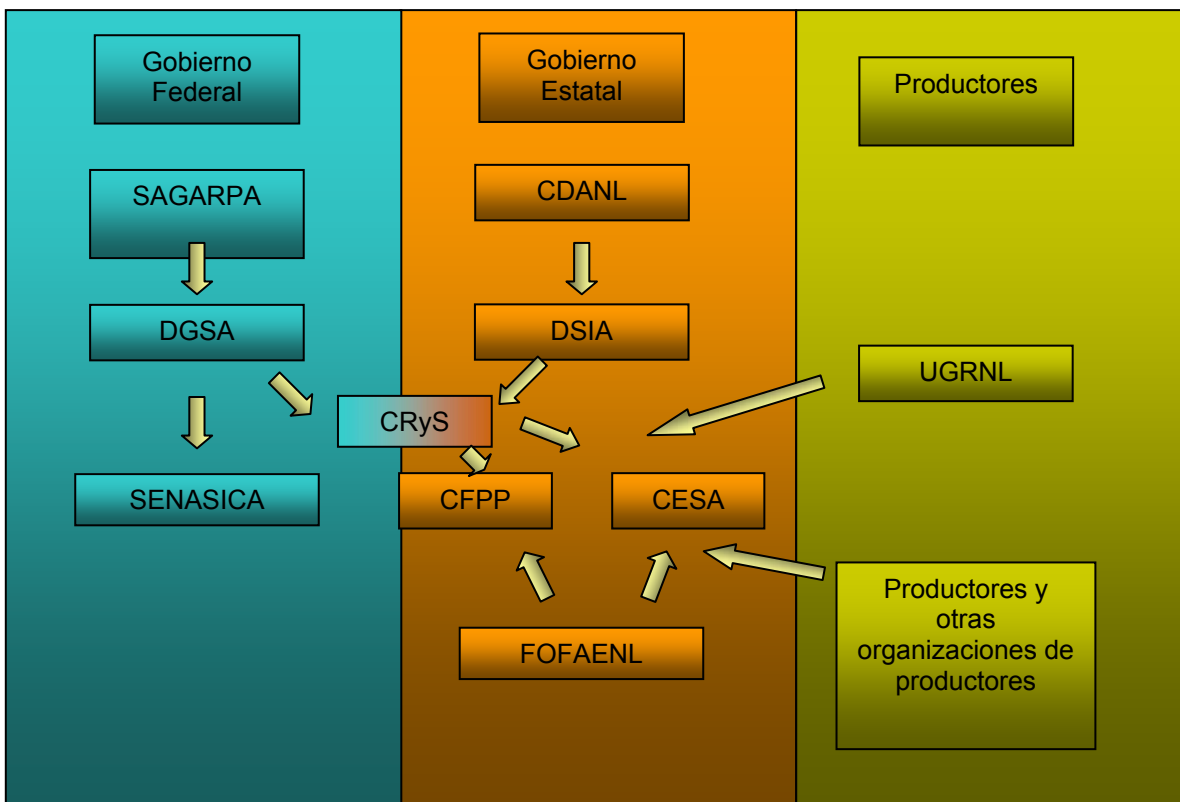 Gobierno
Federal
Gobierno
Estatal
Productores
SAGARPA
CDANL
DGSA
DSIA
UGRNL
CRyS
SENASICA
CFPP
CESA
Productores y
otras
organizaciones de
productores
FOFAENL